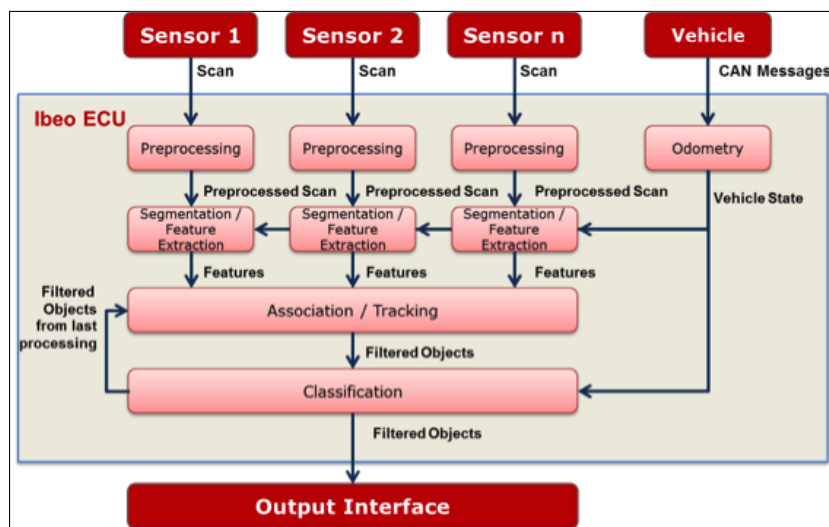 Sensor 1
Sensor 2
Sensor n
Vehicle
Scan
Scan
Scan
CAN Messages
Ibeo ECU
Preprocessing
Preprocessing
Preprocessing
Odometry
Preprocessed Scan
Preprocessed Scan
Preprocessed Scan
Vehicle State
Segmentation /
Feature
Extraction
Segmentation /
Feature
Extraction
Segmentation /
Feature
Extraction
Features
Features
Features
Filtered
Objects
from last
processing
Association / Tracking
Filtered Objects
Classification
Filtered Objects
Output Interface